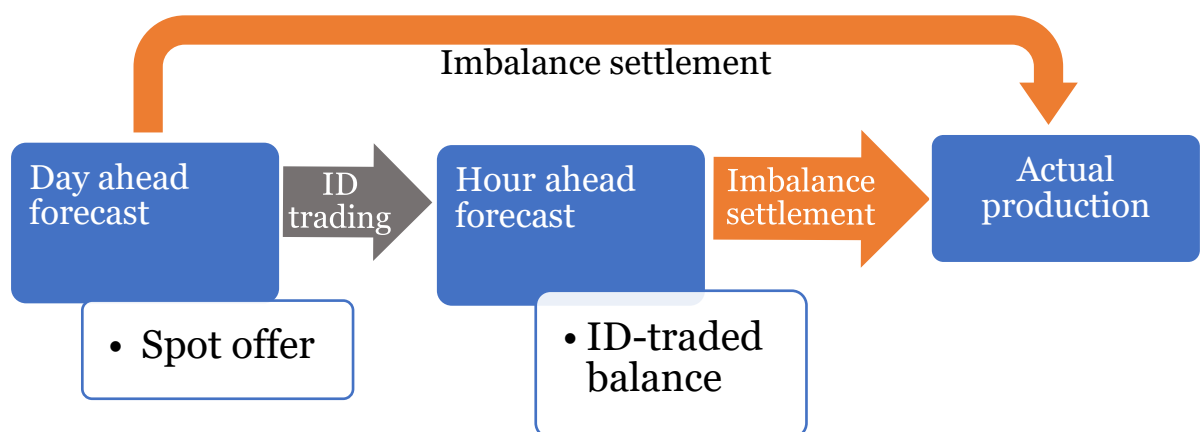 Imbalance settlement
Day ahead
forecast
ID
trading
Hour ahead
forecast
Imbalance
settlement
Actual
production
• Spot offer
• ID-traded
balance